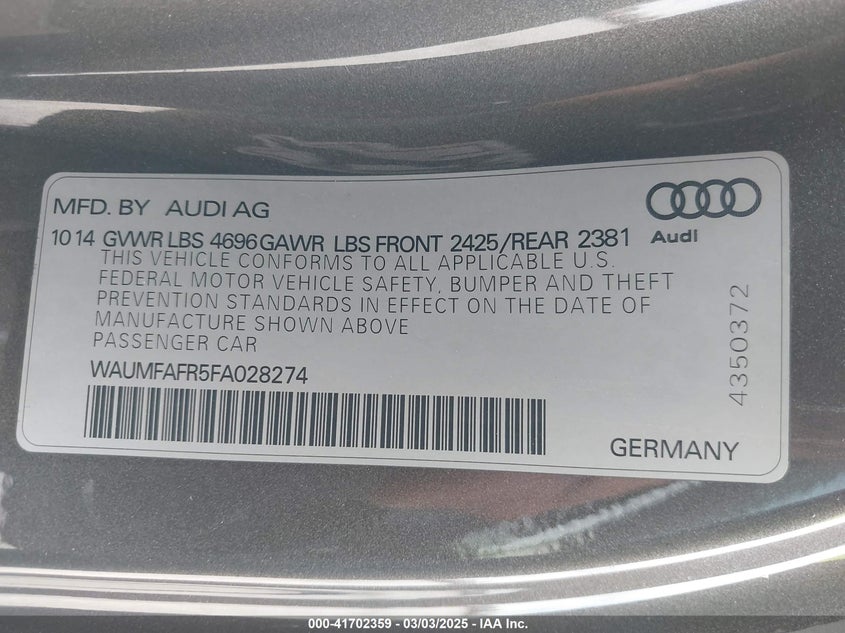 MFD. BY AUDI AG
Audi
10 14 GVWR LBS 4696 GAWR LBS FRONT 2425/REAR 2381
THIS VEHICLE CONFORMS TO ALL APPLICABLE U.S.
FEDERAL MOTOR VEHICLE SAFETY, BUMPER AND THEFT
PREVENTION STANDARDS IN EFFECT ON THE DATE OF
MANUFACTURE SHOWN ABOVE
PASSENGER CAR
WAUMFAFR5FA028274
GERMANY
4350372
000-41702359 — 03/03/2025 — IAA Inc.